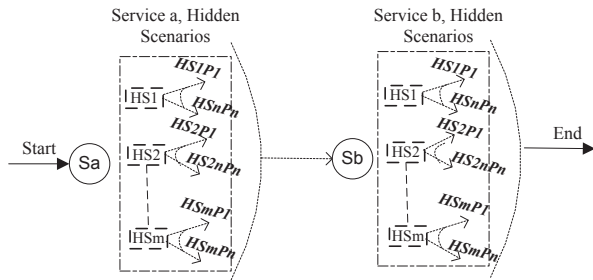 Service a, Hidden
Scenarios
Service b, Hidden
Scenarios
Start
Sa
HS1
HS1P1
HSnPn
HS2
HS2P1
HS2nPn
HSm
HSmP1
HSmPn
Sb
HS1
HS1P1
HSnPn
HS2
HS2P1
HS2nPn
HSm
HSmP1
HSmPn
End